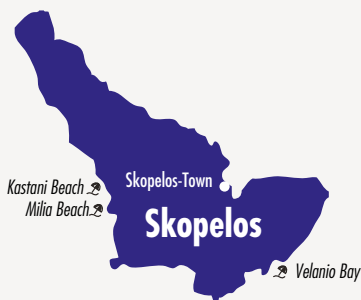 Skopelos-Town
Kastani Beach
Milia Beach
Skopelos
Velanio Bay